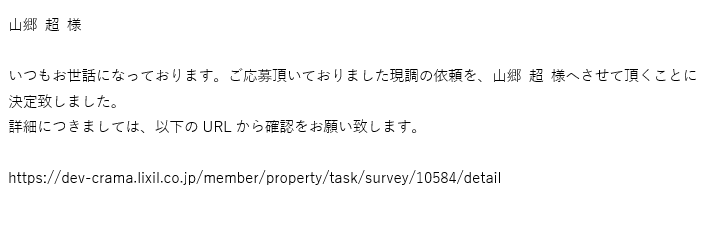 山郷 超 様
いつもお世話になっております。ご応募頂いておりました現調の依頼を、山郷 超 様へさせて頂くことに
決定致しました。
詳細につきましては、以下の URL から確認をお願い致します。
https://dev-crama.lixil.co.jp/member/property/task/survey/10584/detail